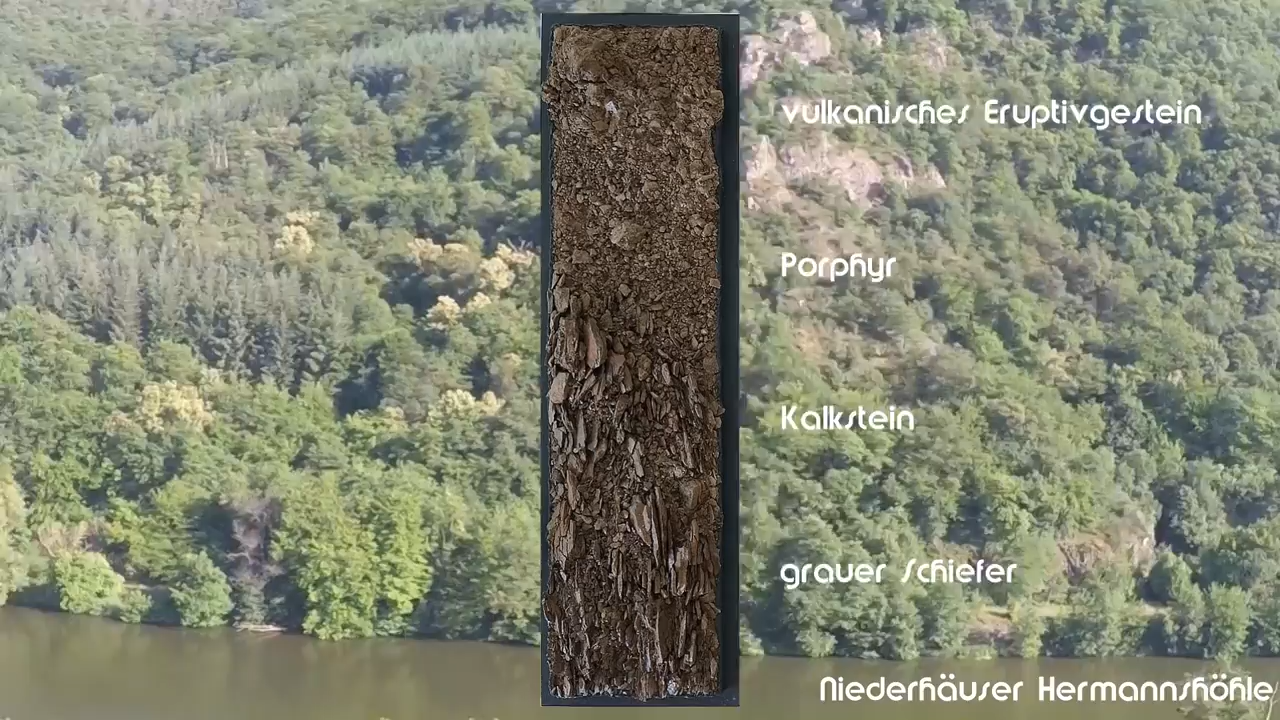 vulkanisches Eruptivgestein
Porphyr
Kalkstein
grauer Schiefer
Niederhäuser Hermannshöhle